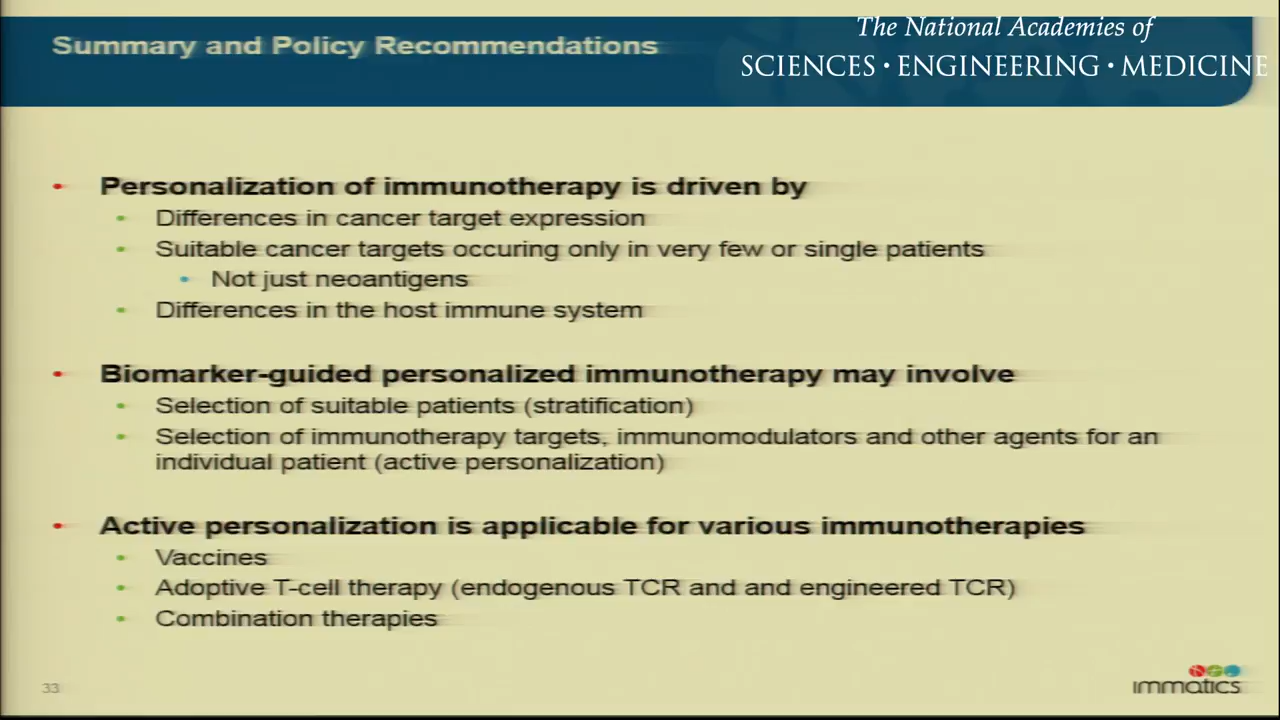 Summary and Policy Recommendations
The National Academies of
SCIENCES · ENGINEERING · MEDICINE
• Personalization of immunotherapy is driven by
• Differences in cancer target expression
• Suitable cancer targets occuring only in very few or single patients
• Not just neoantigens
• Differences in the host immune system
• Biomarker-guided personalized immunotherapy may involve
• Selection of suitable patients (stratification)
• Selection of immunotherapy targets, immunomodulators and other agents for an
individual patient (active personalization)
• Active personalization is applicable for various immunotherapies
• Vaccines
• Adoptive T-cell therapy (endogenous TCR and and engineered TCR)
• Combination therapies
33
immatics